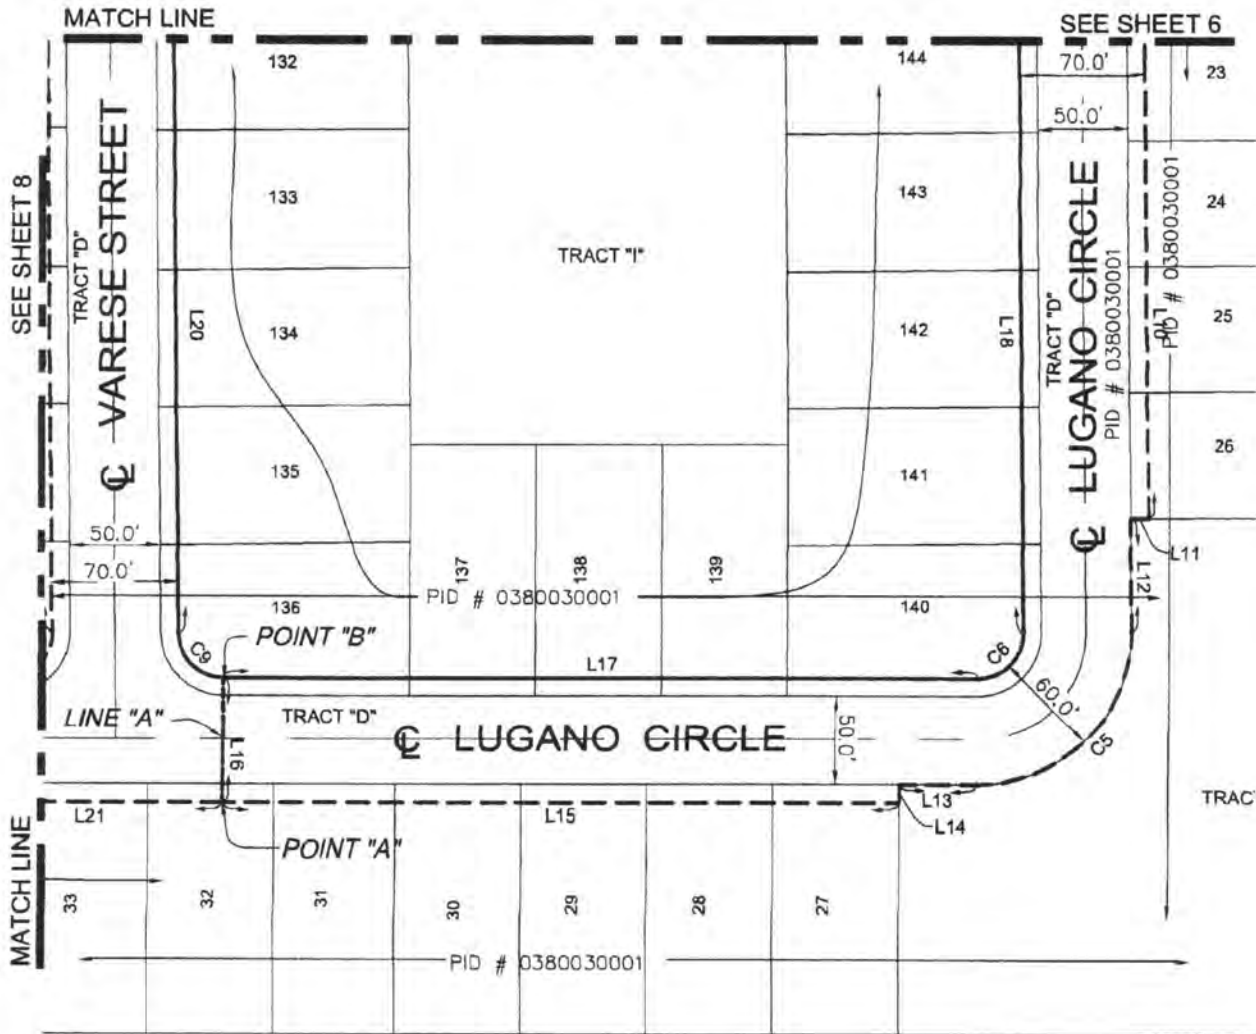 MATCH LINE
SEE SHEET 6
132
144
70.0'
23
50.0'
SEE SHEET 8
TRACT "D"
℄ VARESE STREET
133
143
24
TRACT "I"
L20
L18
TRACT "D"
℄ LUGANO CIRCLE
PID # 0380030001
L10
PID # 0380030001
134
142
25
135
141
26
50.0'
70.0'
L11
L12
137
138
139
136
PID # 0380030001
140
C9
POINT "B"
L17
C6
60.0'
C5
LINE "A"
TRACT "D"
℄ LUGANO CIRCLE
50.0'
L16
L13
L14
TRAC
L21
L15
POINT "A"
MATCH LINE
33
32
31
30
29
28
27
PID # 0380030001